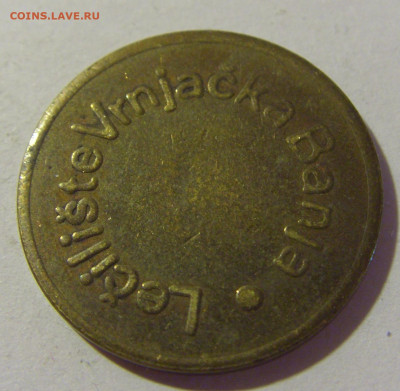 COINS.LAVE.RU
Lečilište Vrnjačka Banja •